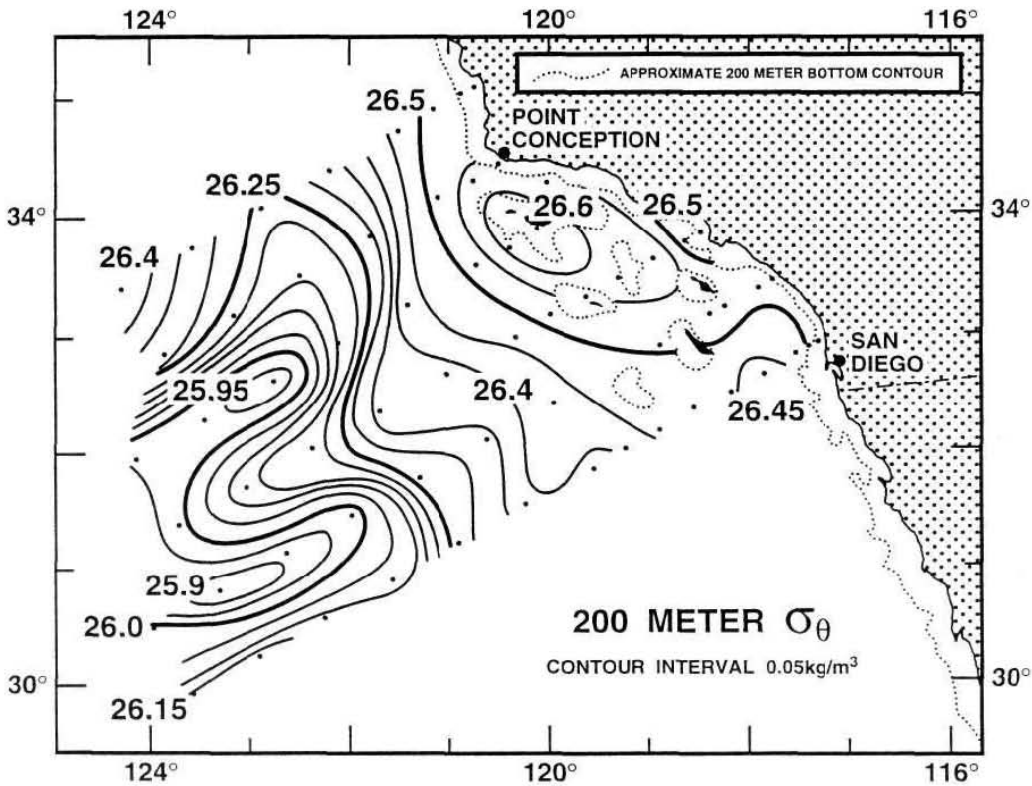 124° 120° 116°
APPROXIMATE 200 METER BOTTOM CONTOUR
26.5
POINT
CONCEPTION
26.25
34° 26.6 26.5 34°
26.4
SAN
DIEGO
25.95 26.4
26.45
25.9
26.0 200 METER σθ
CONTOUR INTERVAL 0.05kg/m³
30° 30°
26.15
124° 120° 116°